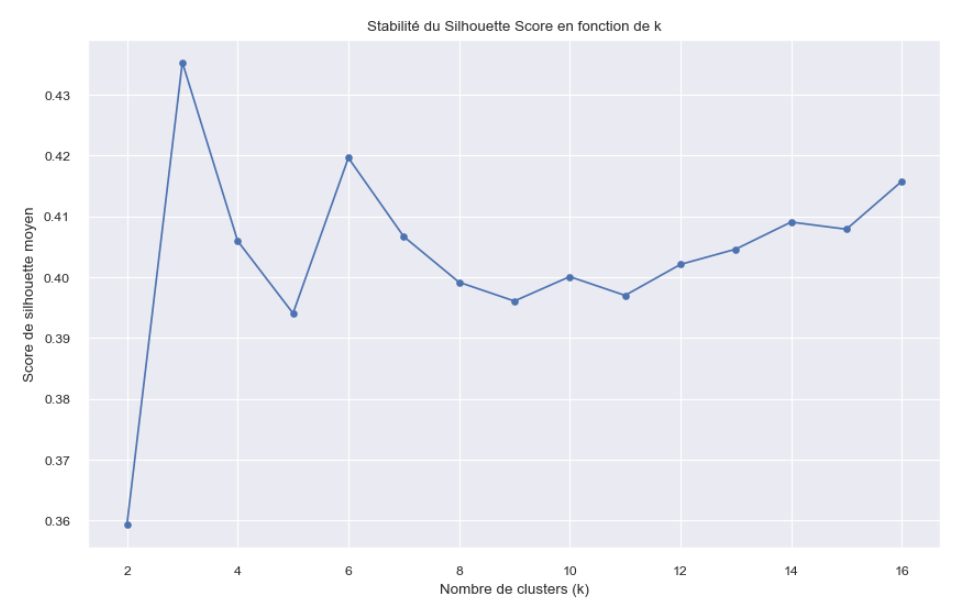 Stabilité du Silhouette Score en fonction de k
Score de silhouette moyen
0.43
0.42
0.41
0.40
0.39
0.38
0.37
0.36
2 4 6 8 10 12 14 16
Nombre de clusters (k)